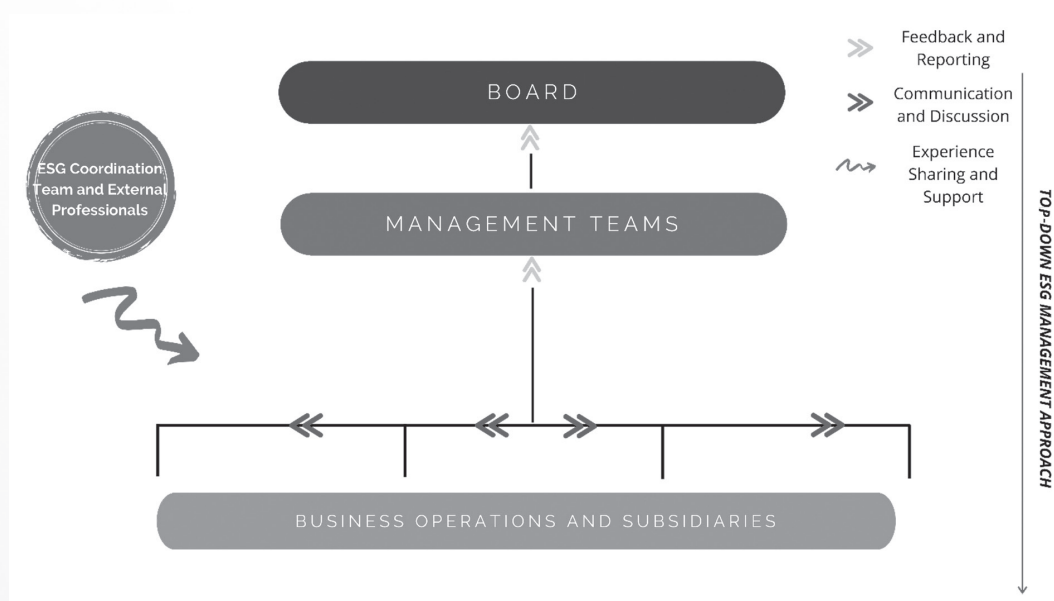 Feedback and
Reporting
BOARD
Communication
and Discussion
Experience
Sharing and
Support
ESG Coordination
Team and External
Professionals
MANAGEMENT TEAMS
TOP-DOWN ESG MANAGEMENT APPROACH
BUSINESS OPERATIONS AND SUBSIDIARIES